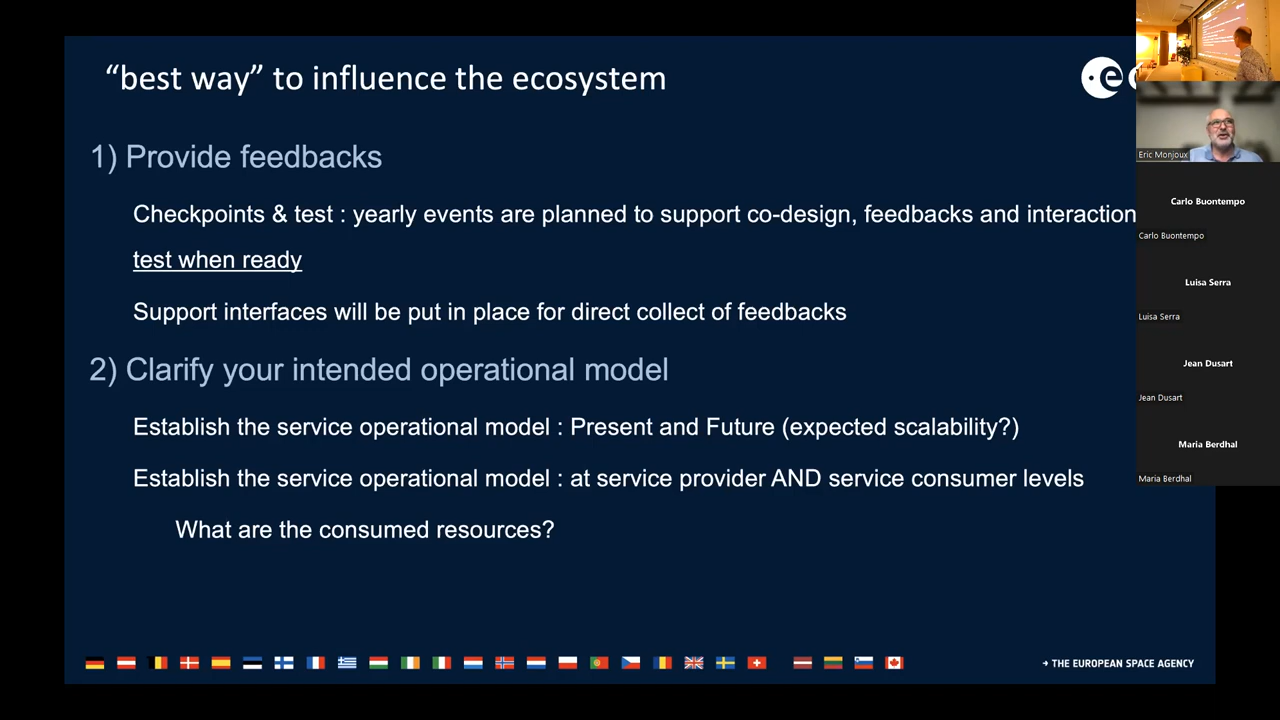 “best way” to influence the ecosystem
1) Provide feedbacks
Checkpoints & test : yearly events are planned to support co-design, feedbacks and interaction
test when ready
Support interfaces will be put in place for direct collect of feedbacks
2) Clarify your intended operational model
Establish the service operational model : Present and Future (expected scalability?)
Establish the service operational model : at service provider AND service consumer levels
What are the consumed resources?
→ THE EUROPEAN SPACE AGENCY
Eric Monjoux
Carlo Buontempo
Carlo Buontempo
Luisa Serra
Luisa Serra
Jean Dusart
Jean Dusart
Maria Berdhal
Maria Berdhal